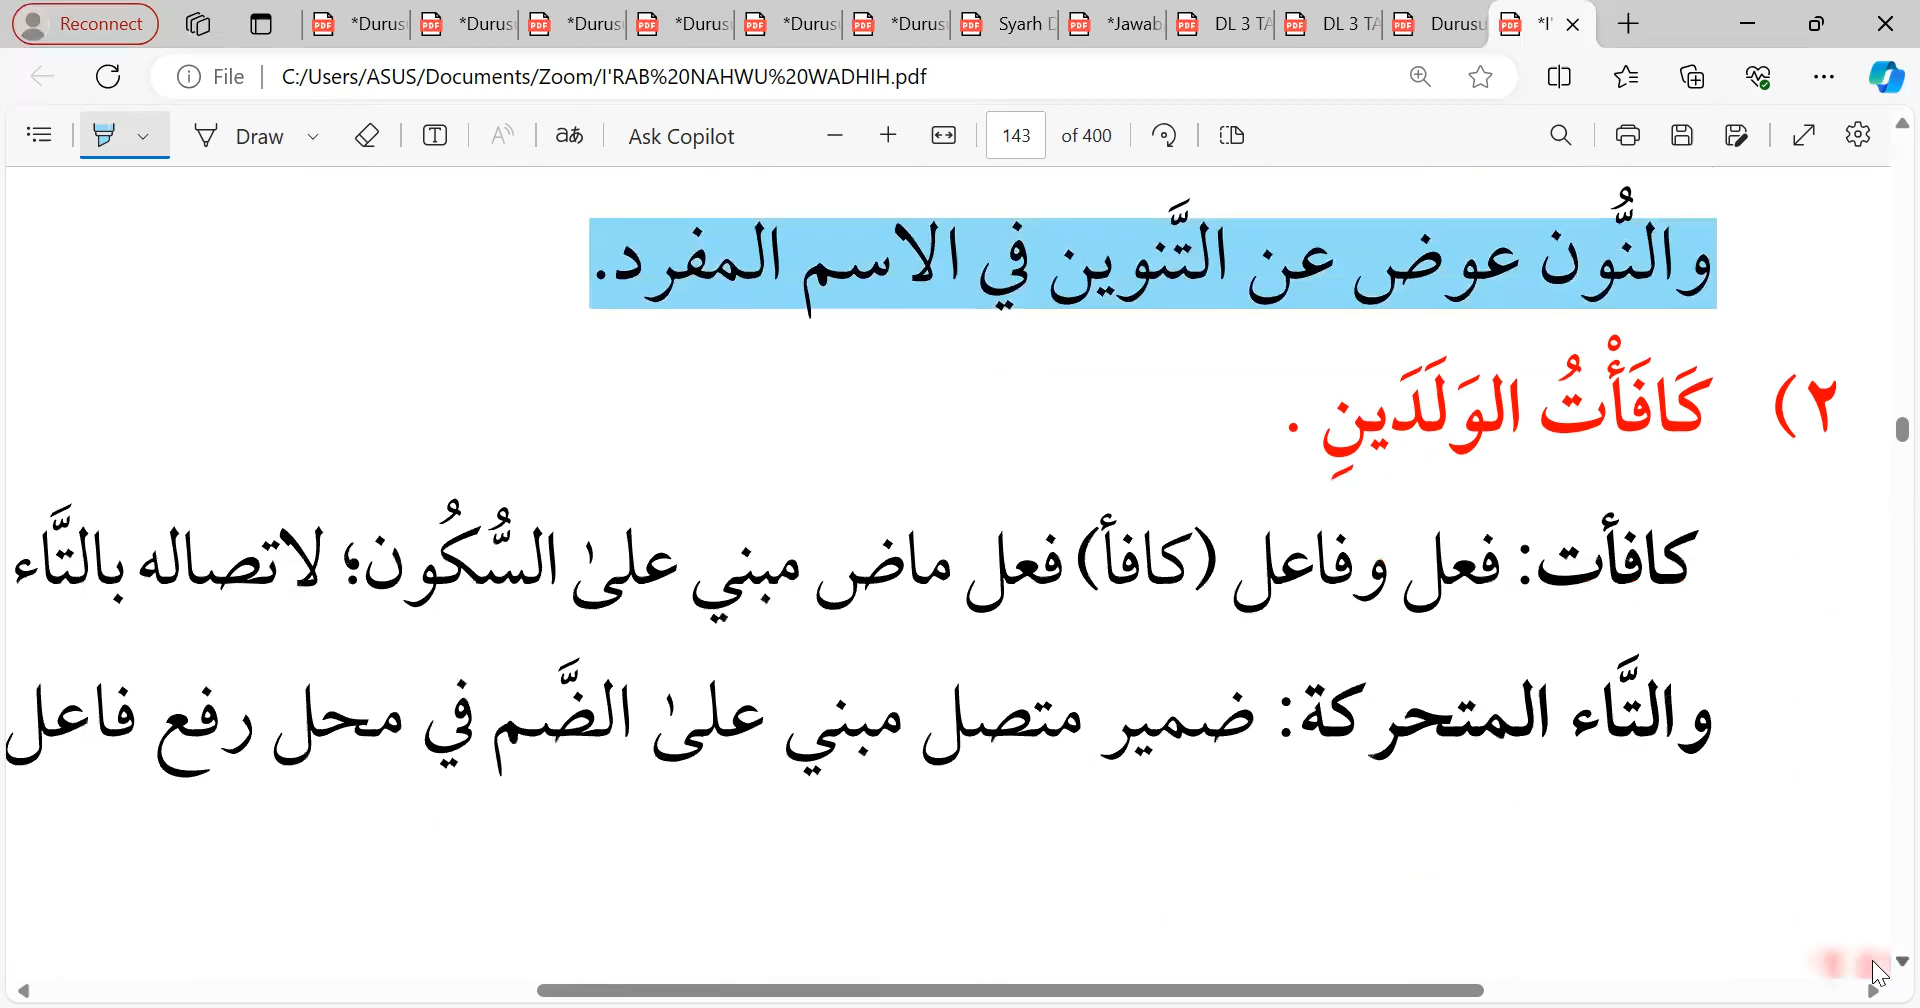 Reconnect
*Durus
*Durus
*Durus
*Durus
*Durus
*Durus
Syarh D
*Jawab
DL 3 TA
DL 3 TA
Durusu
*I'
File
C:/Users/ASUS/Documents/Zoom/I'RAB%20NAHWU%20WADHIH.pdf
Draw
aあ
Ask Copilot
143 of 400
والنُّون عوض عن التَّنوين في الاسم المفرد.
٢) كَافَأْتُ الوَلَدَينِ .
كافأت: فعل وفاعل (كافأ) فعل ماض مبني علىٰ السُّكُون؛ لاتصاله بالتَّاء
والتَّاء المتحركة: ضمير متصل مبني علىٰ الضَّم في محل رفع فاعل